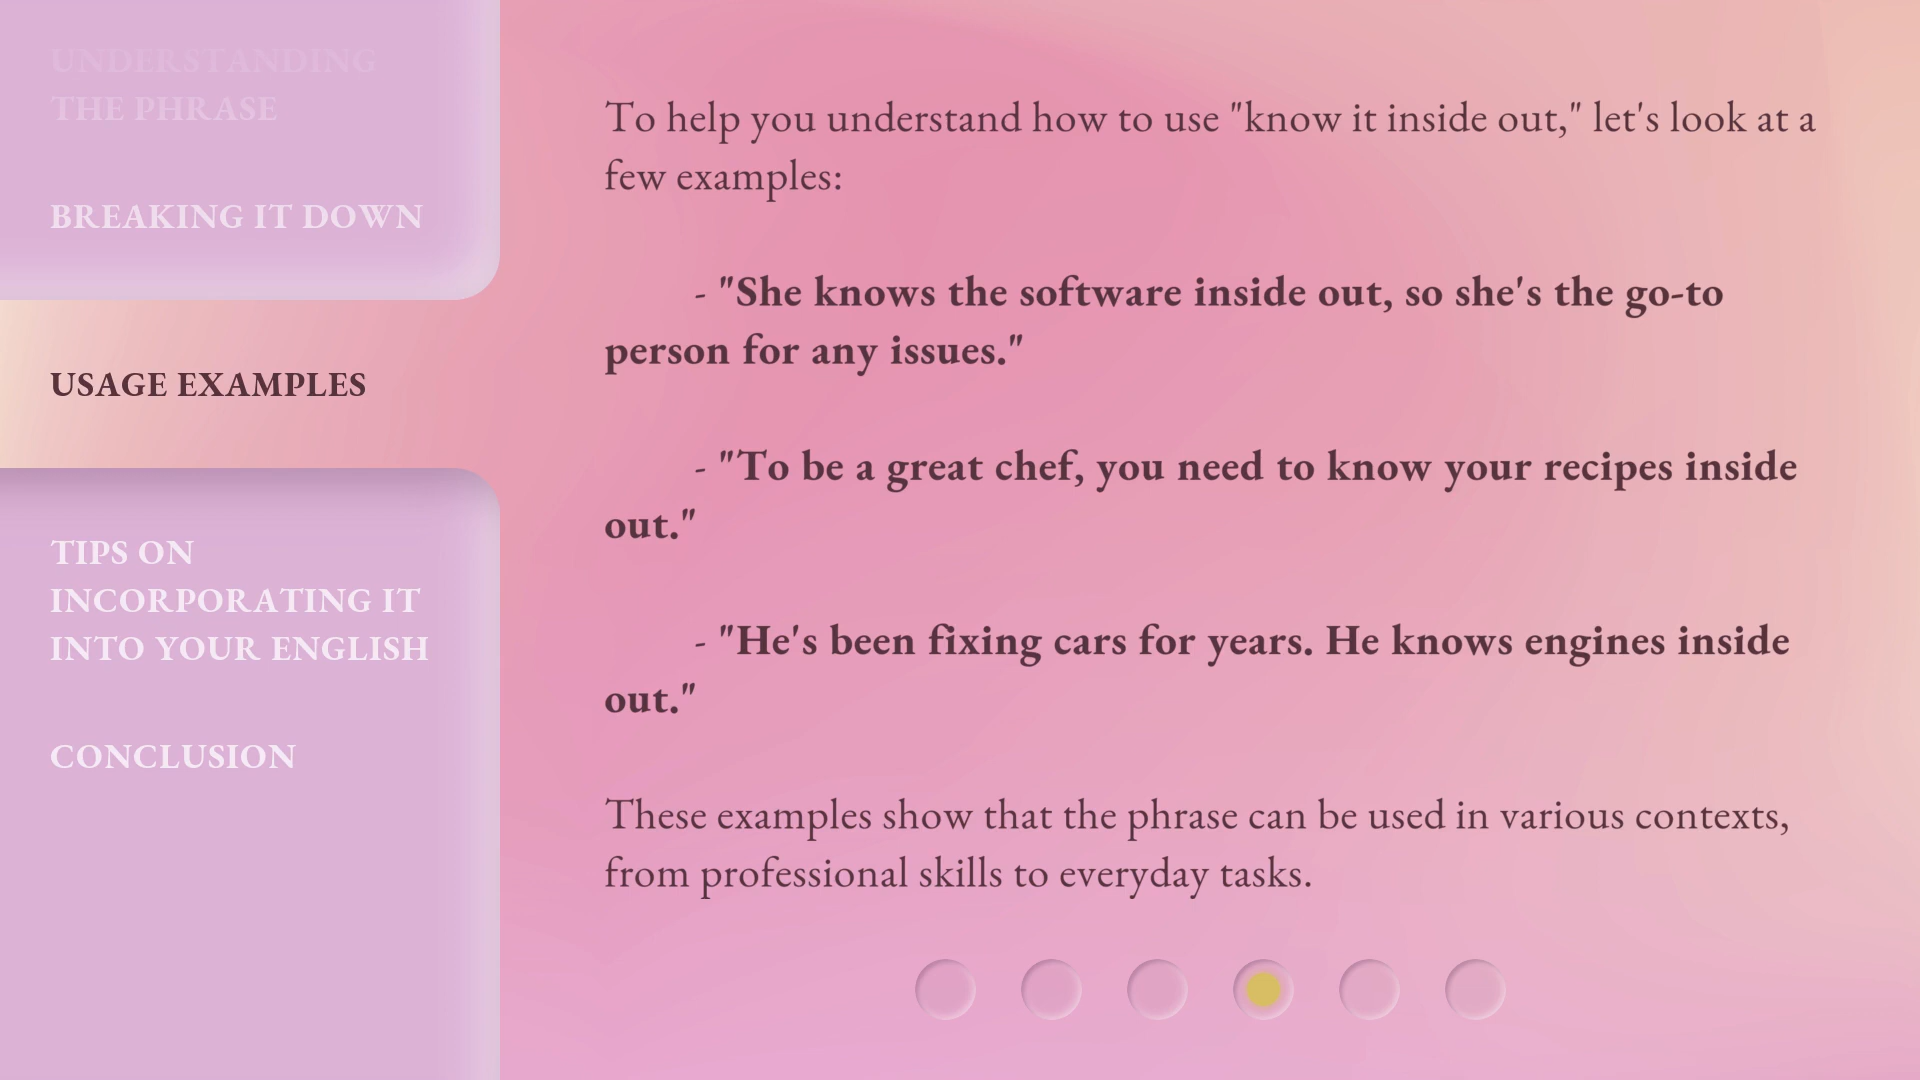 UNDERSTANDING
THE PHRASE
BREAKING IT DOWN
USAGE EXAMPLES
TIPS ON
INCORPORATING IT
INTO YOUR ENGLISH
CONCLUSION
To help you understand how to use "know it inside out," let's look at a
few examples:
- "She knows the software inside out, so she's the go-to
person for any issues."
- "To be a great chef, you need to know your recipes inside
out."
- "He's been fixing cars for years. He knows engines inside
out."
These examples show that the phrase can be used in various contexts,
from professional skills to everyday tasks.